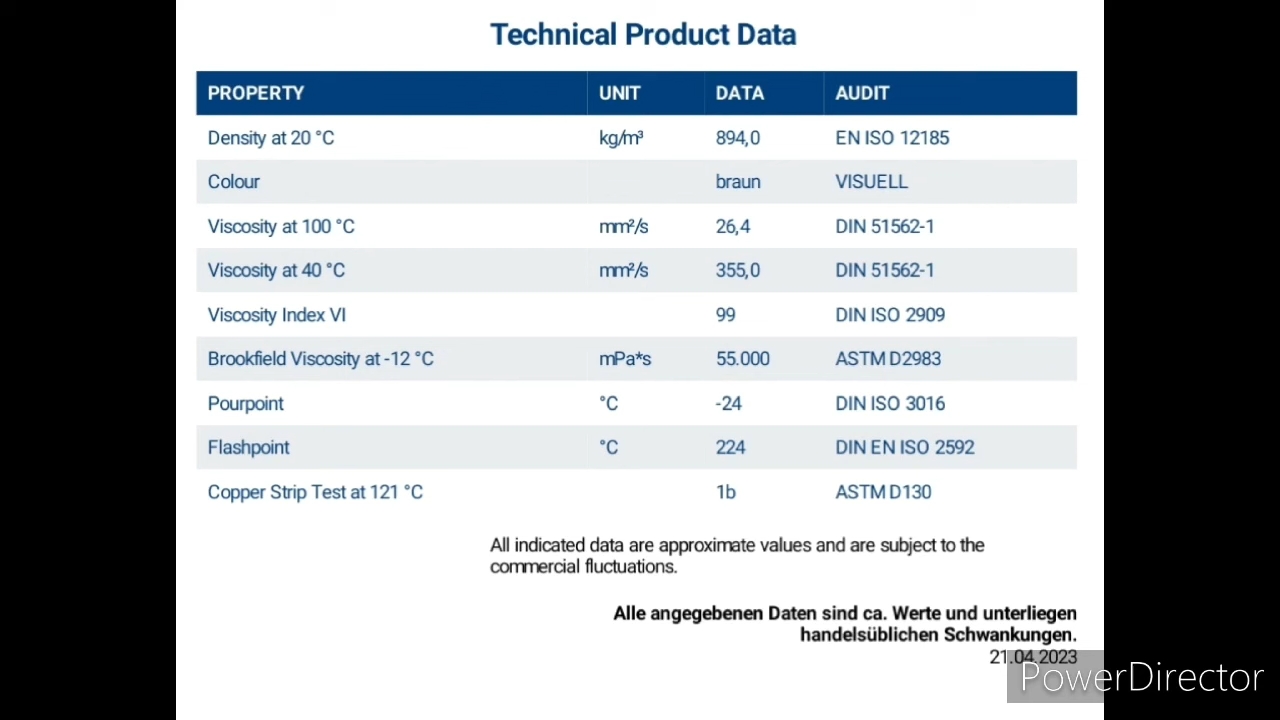 Technical Product Data
PROPERTY UNIT DATA AUDIT
Density at 20 °C kg/m³ 894,0 EN ISO 12185
Colour braun VISUELL
Viscosity at 100 °C mm²/s 26,4 DIN 51562-1
Viscosity at 40 °C mm²/s 355,0 DIN 51562-1
Viscosity Index VI 99 DIN ISO 2909
Brookfield Viscosity at -12 °C mPa*s 55.000 ASTM D2983
Pourpoint °C -24 DIN ISO 3016
Flashpoint °C 224 DIN EN ISO 2592
Copper Strip Test at 121 °C 1b ASTM D130
All indicated data are approximate values and are subject to the
commercial fluctuations.
Alle angegebenen Daten sind ca. Werte und unterliegen
handelsüblichen Schwankungen.
21.04.2023
PowerDirector